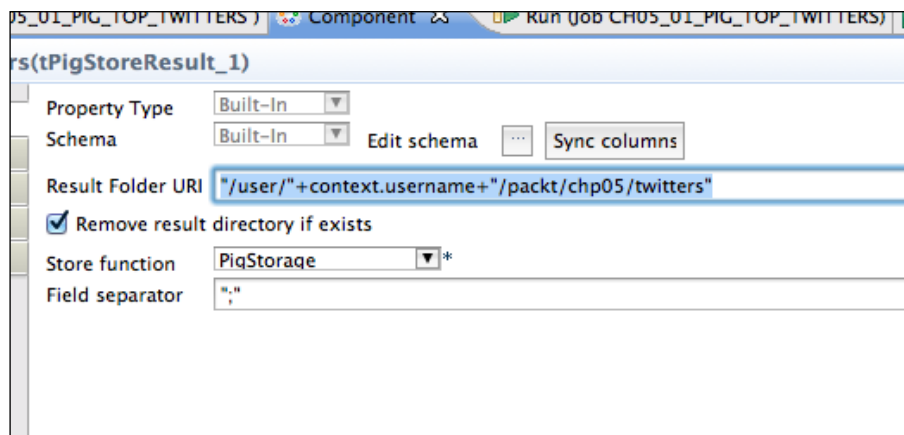 05_01_PIG_TOP_TWITTERS ) Component Run (Job CH05_01_PIG_TOP_TWITTERS)
rs(tPigStoreResult_1)
Property Type Built-In
Schema Built-In Edit schema ... Sync columns
Result Folder URI "/user/"+context.username+"/packt/chp05/twitters"
Remove result directory if exists
Store function PigStorage *
Field separator ";"